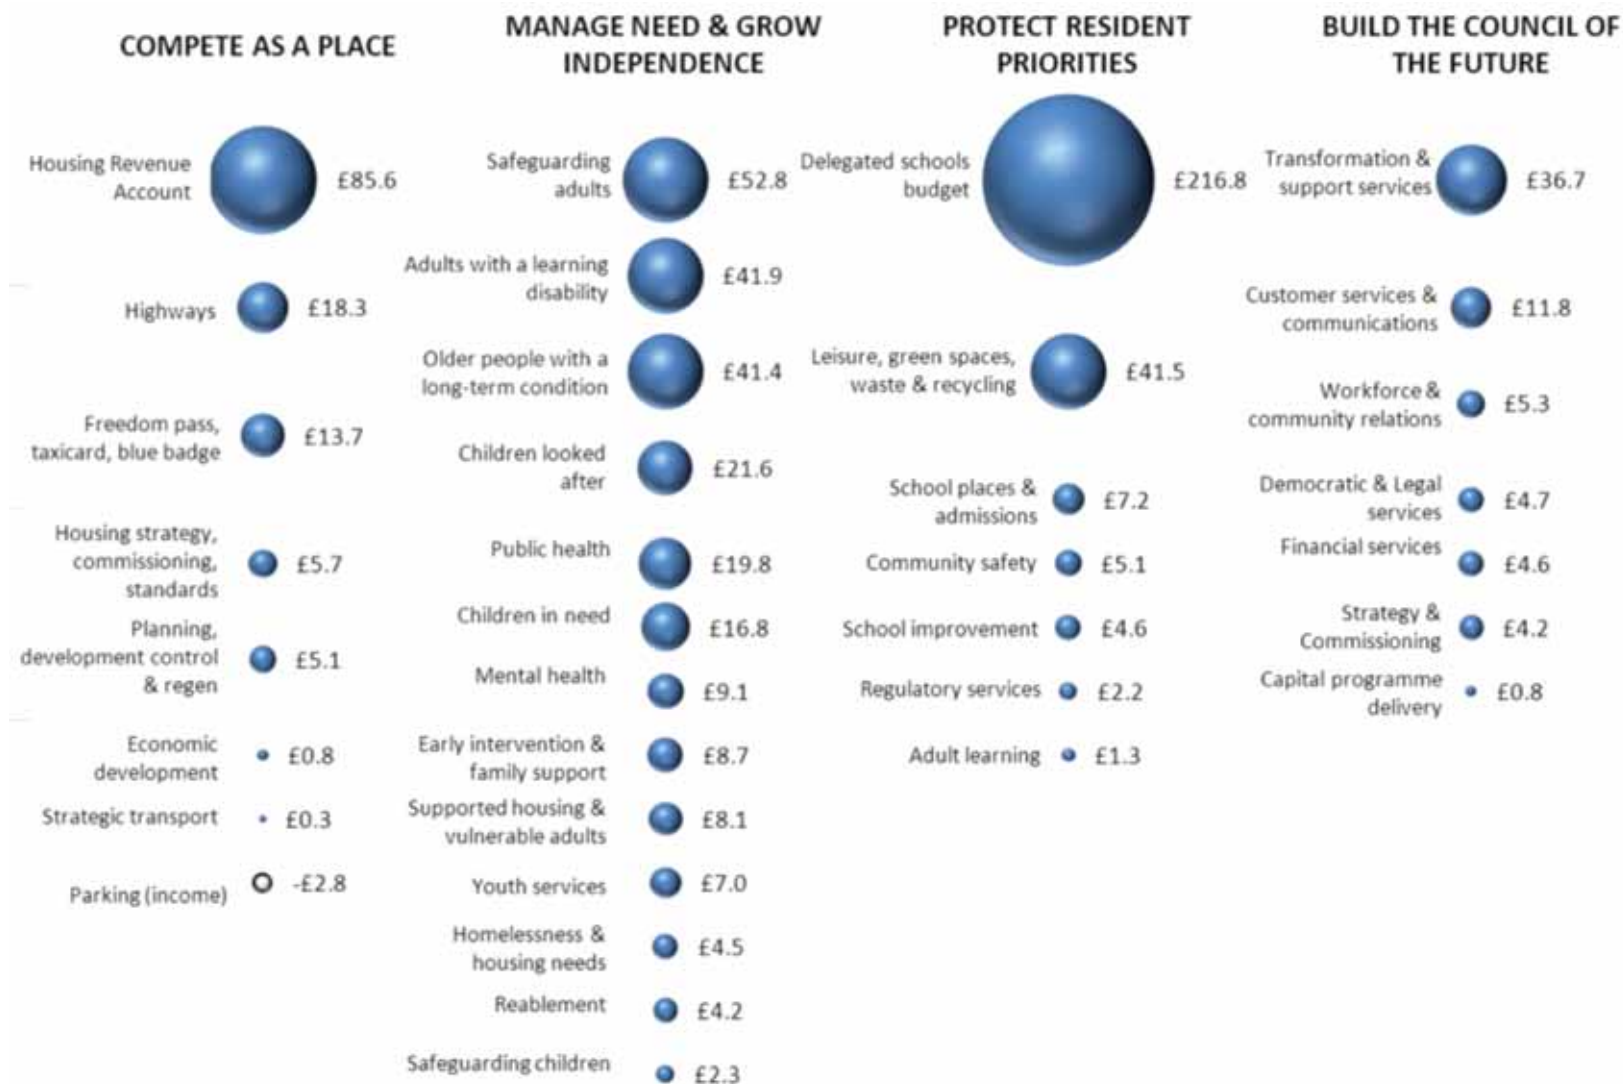 COMPETE AS A PLACE
Housing Revenue
Account
£85.6
Highways
£18.3
Freedom pass,
taxicard, blue badge
£13.7
Housing strategy,
commissioning,
standards
£5.7
Planning,
development control
& regen
£5.1
Economic
development
£0.8
Strategic transport
£0.3
Parking (income)
-£2.8
MANAGE NEED & GROW
INDEPENDENCE
Safeguarding
adults
£52.8
Adults with a learning
disability
£41.9
Older people with a
long-term condition
£41.4
Children looked
after
£21.6
Public health
£19.8
Children in need
£16.8
Mental health
£9.1
Early intervention &
family support
£8.7
Supported housing &
vulnerable adults
£8.1
Youth services
£7.0
Homelessness &
housing needs
£4.5
Reablement
£4.2
Safeguarding children
£2.3
PROTECT RESIDENT
PRIORITIES
Delegated schools
budget
£216.8
Leisure, green spaces,
waste & recycling
£41.5
School places &
admissions
£7.2
Community safety
£5.1
School improvement
£4.6
Regulatory services
£2.2
Adult learning
£1.3
BUILD THE COUNCIL OF
THE FUTURE
Transformation &
support services
£36.7
Customer services &
communications
£11.8
Workforce &
community relations
£5.3
Democratic & Legal
services
£4.7
Financial services
£4.6
Strategy &
Commissioning
£4.2
Capital programme
delivery
£0.8